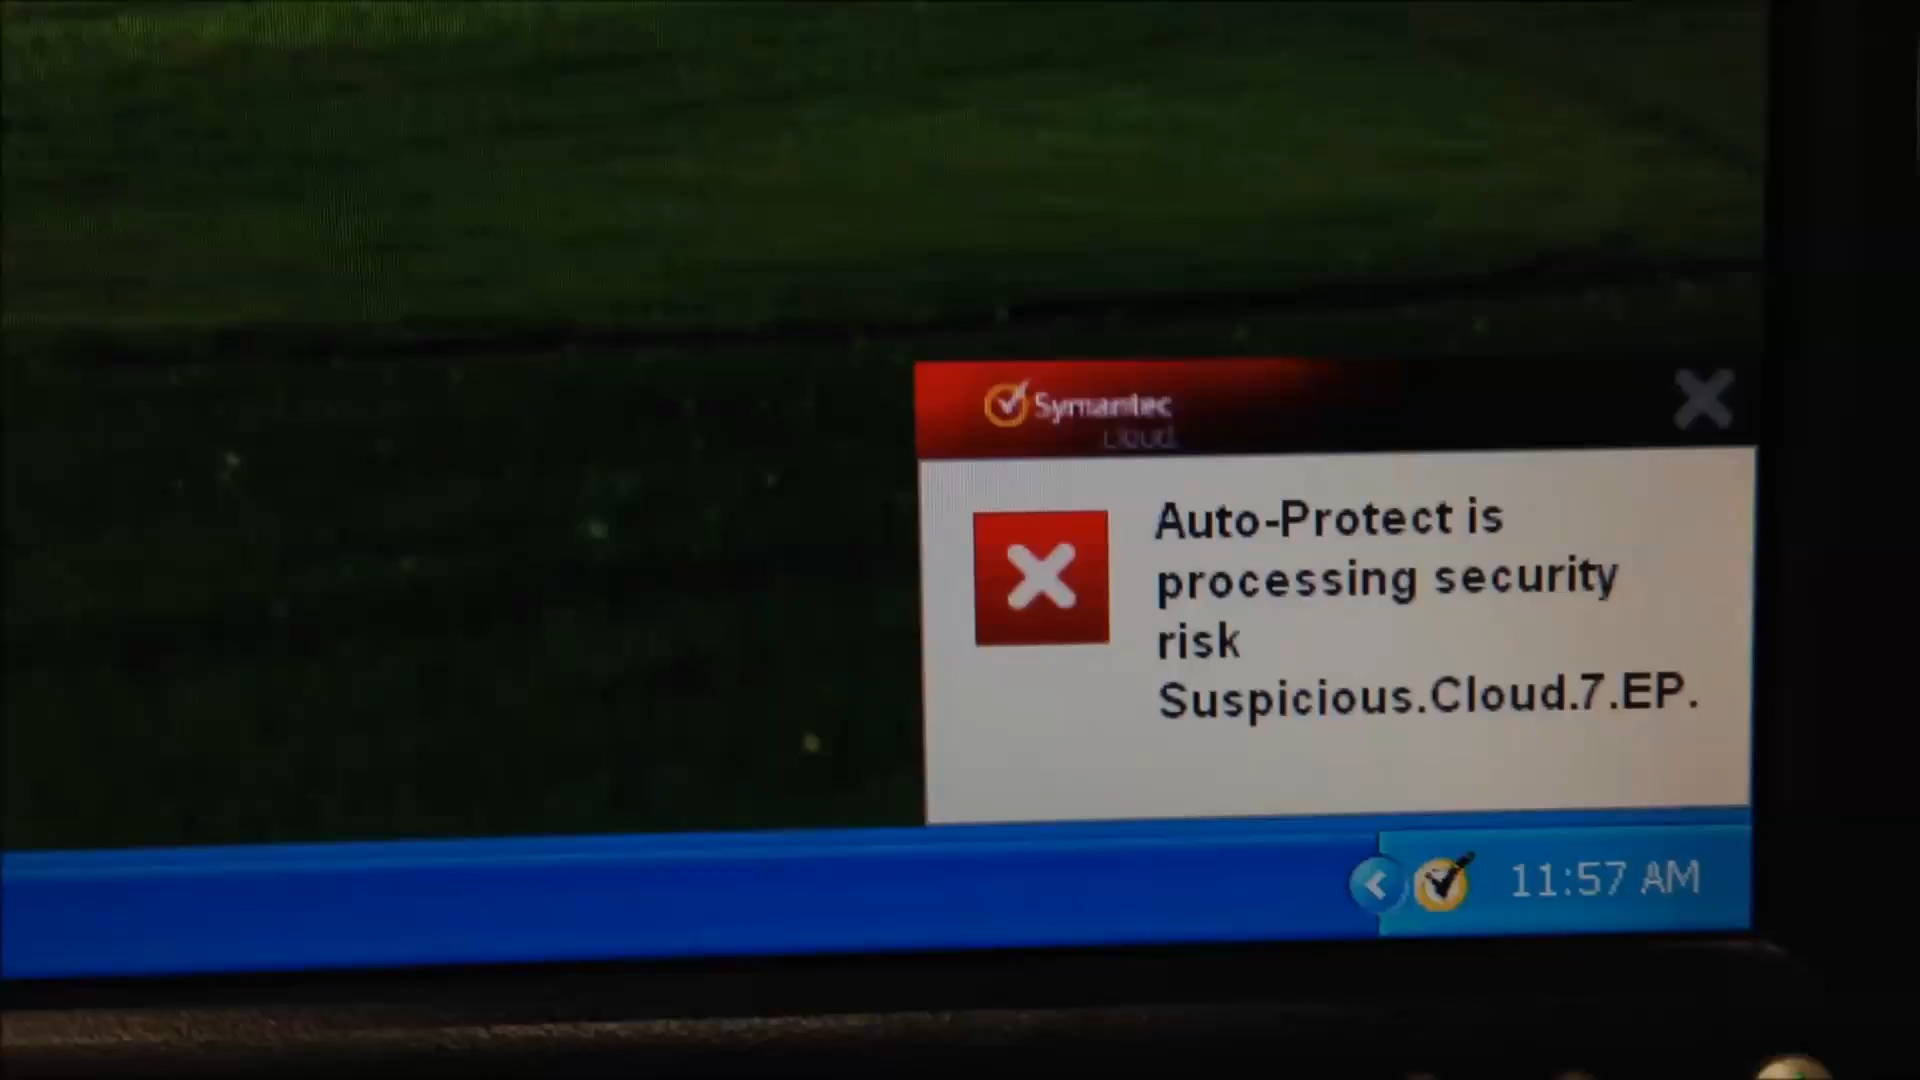 Symantec
cloud.
Auto-Protect is
processing security
risk
Suspicious.Cloud.7.EP.
11:57 AM